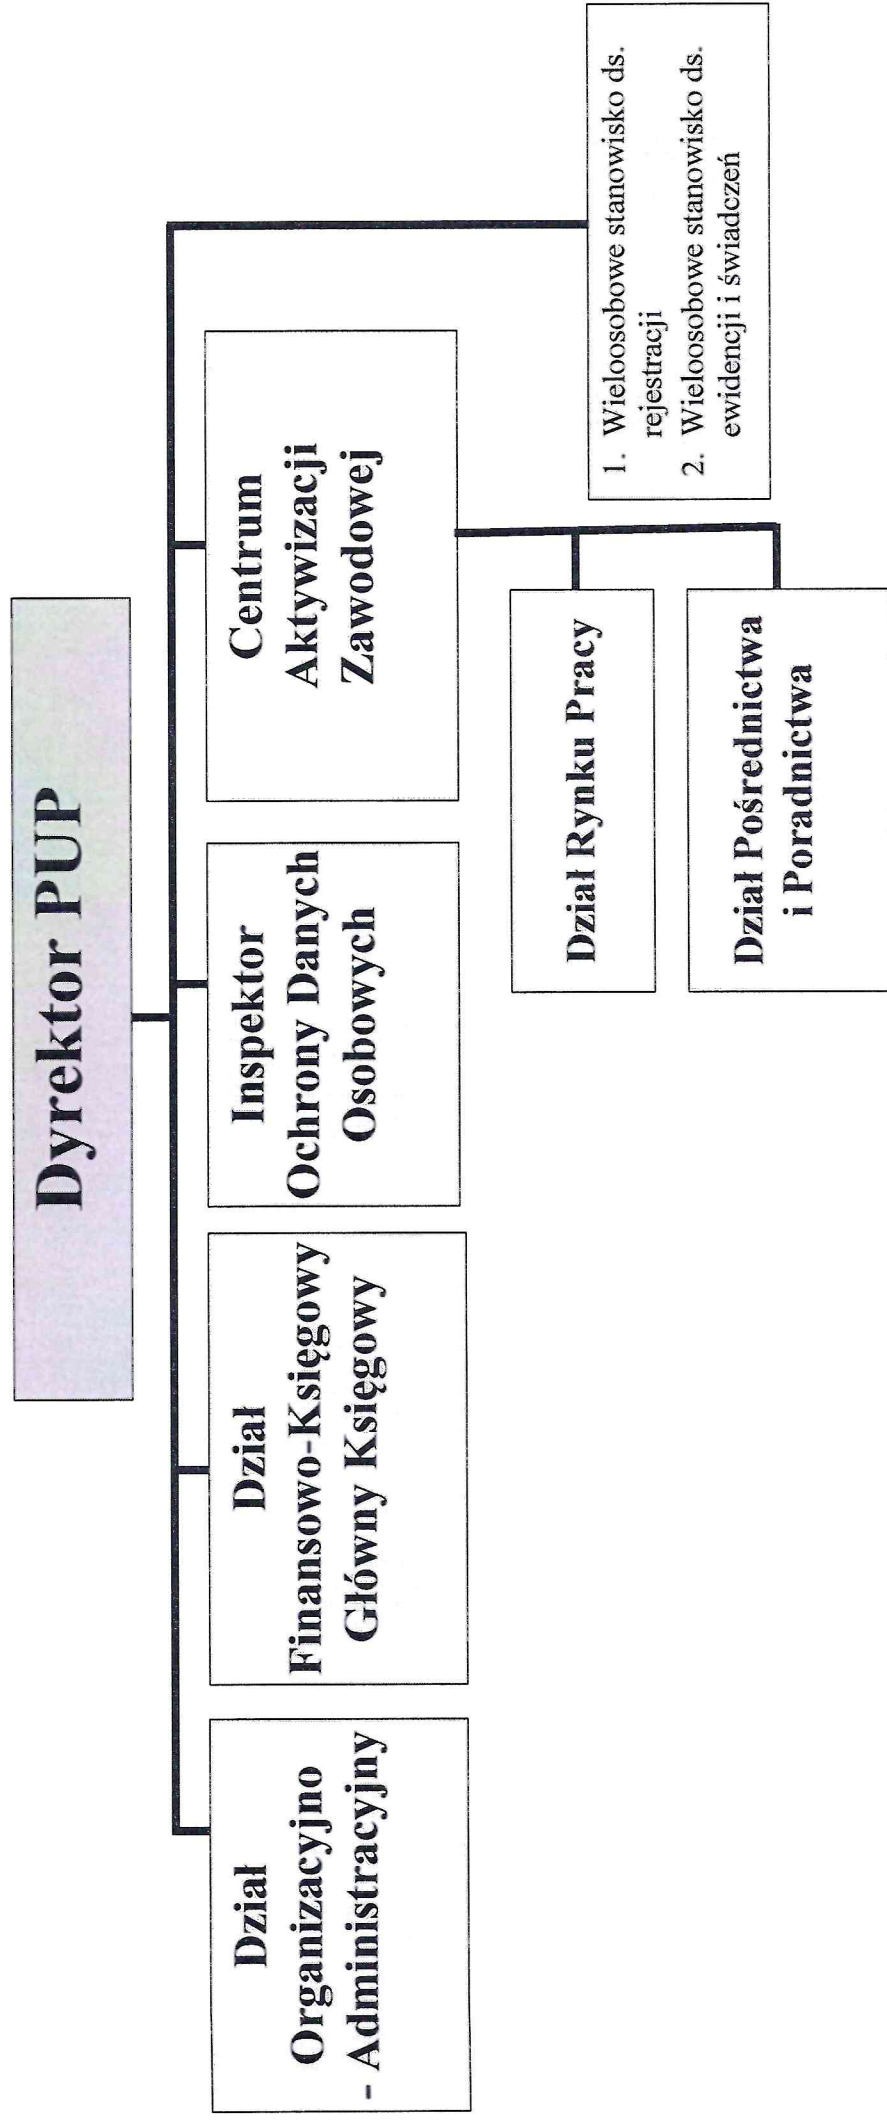 Dyrektor PUP
Dział
Organizacyjno
- Administracyjny
Dział
Finansowo-Księgowy
Główny Księgowy
Inspektor
Ochrony Danych
Osobowych
Centrum
Aktywizacji
Zawodowej
Dział Rynku Pracy
Dział Pośrednictwa
i Poradnictwa
1. Wieloosobowe stanowisko ds.
rejestracji
2. Wieloosobowe stanowisko ds.
ewidencji i świadczeń